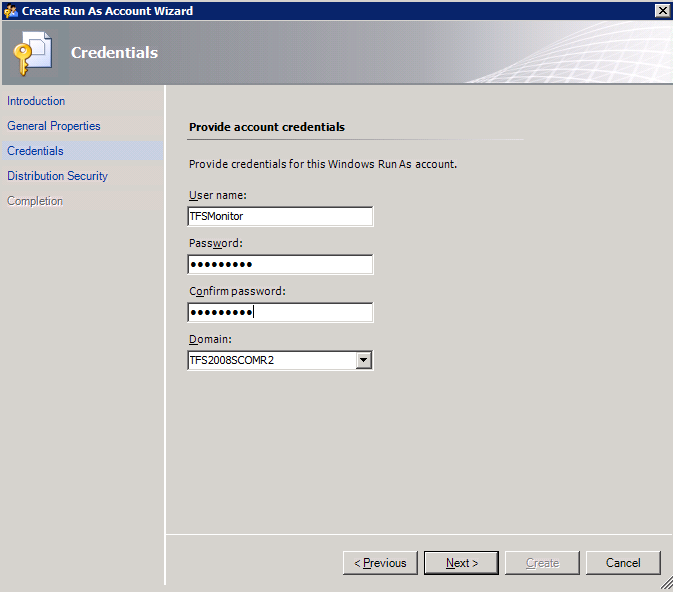 Create Run As Account Wizard
Credentials
Introduction
General Properties
Credentials
Distribution Security
Completion
Provide account credentials
Provide credentials for this Windows Run As account.
User name:
TFSMonitor
Password:
●●●●●●●●●
Confirm password:
●●●●●●●●●
Domain:
TFS2008SCOMR2
< Previous
Next >
Create
Cancel